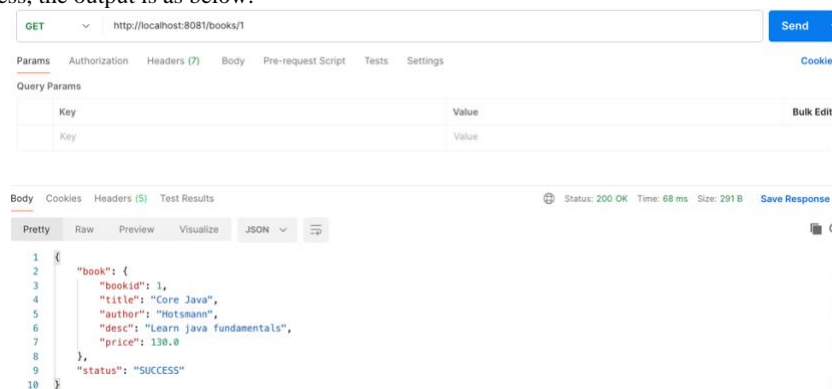 ess, the output is as below:
GET http://localhost:8081/books/1 Send
Params Authorization Headers (7) Body Pre-request Script Tests Settings Cookie
Query Params
Key Value Bulk Edit
Key Value
Body Cookies Headers (5) Test Results Status: 200 OK Time: 68 ms Size: 291 B Save Response
Pretty Raw Preview Visualize JSON
1 {
2 "book": {
3 "bookid": 1,
4 "title": "Core Java",
5 "author": "Hotsmann",
6 "desc": "Learn java fundamentals",
7 "price": 130.0
8 },
9 "status": "SUCCESS"
10 }